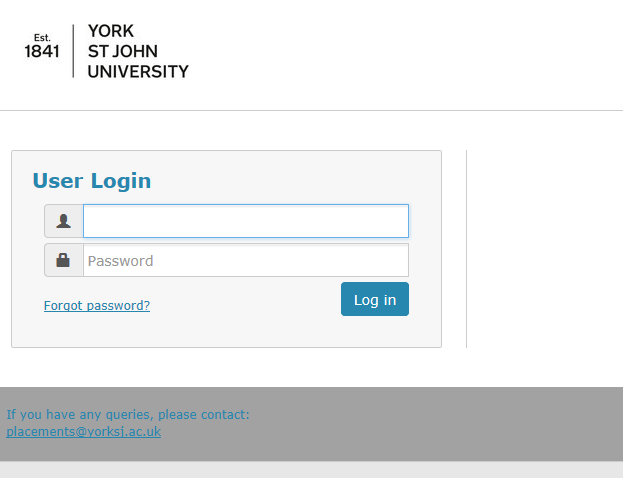 Est.
1841
YORK
ST JOHN
UNIVERSITY
User Login
Password
Forgot password?
Log in
If you have any queries, please contact:
placements@yorksj.ac.uk